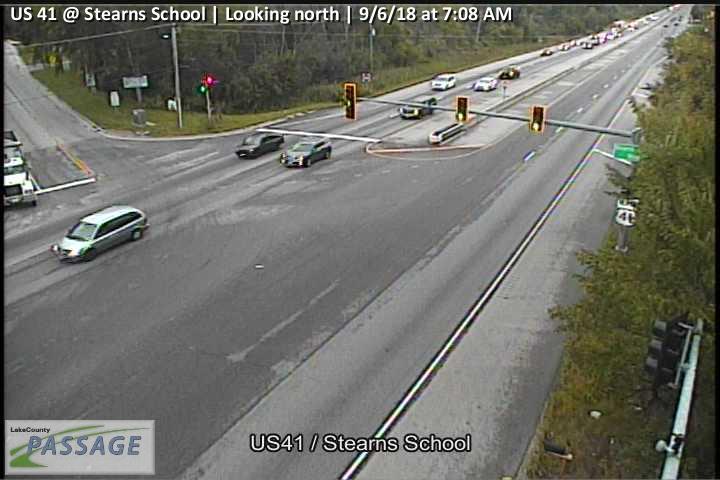 US 41 @ Stearns School | Looking north | 9/6/18 at 7:08 AM
41
LakeCounty
PASSAGE
US41 / Stearns School